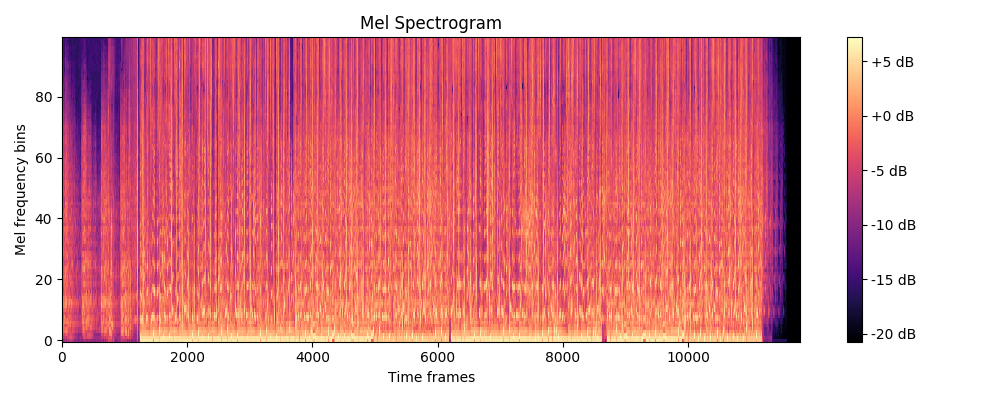 Mel Spectrogram
+5 dB
+0 dB
-5 dB
-10 dB
-15 dB
-20 dB
80
60
40
20
0
Mel frequency bins
0 2000 4000 6000 8000 10000
Time frames